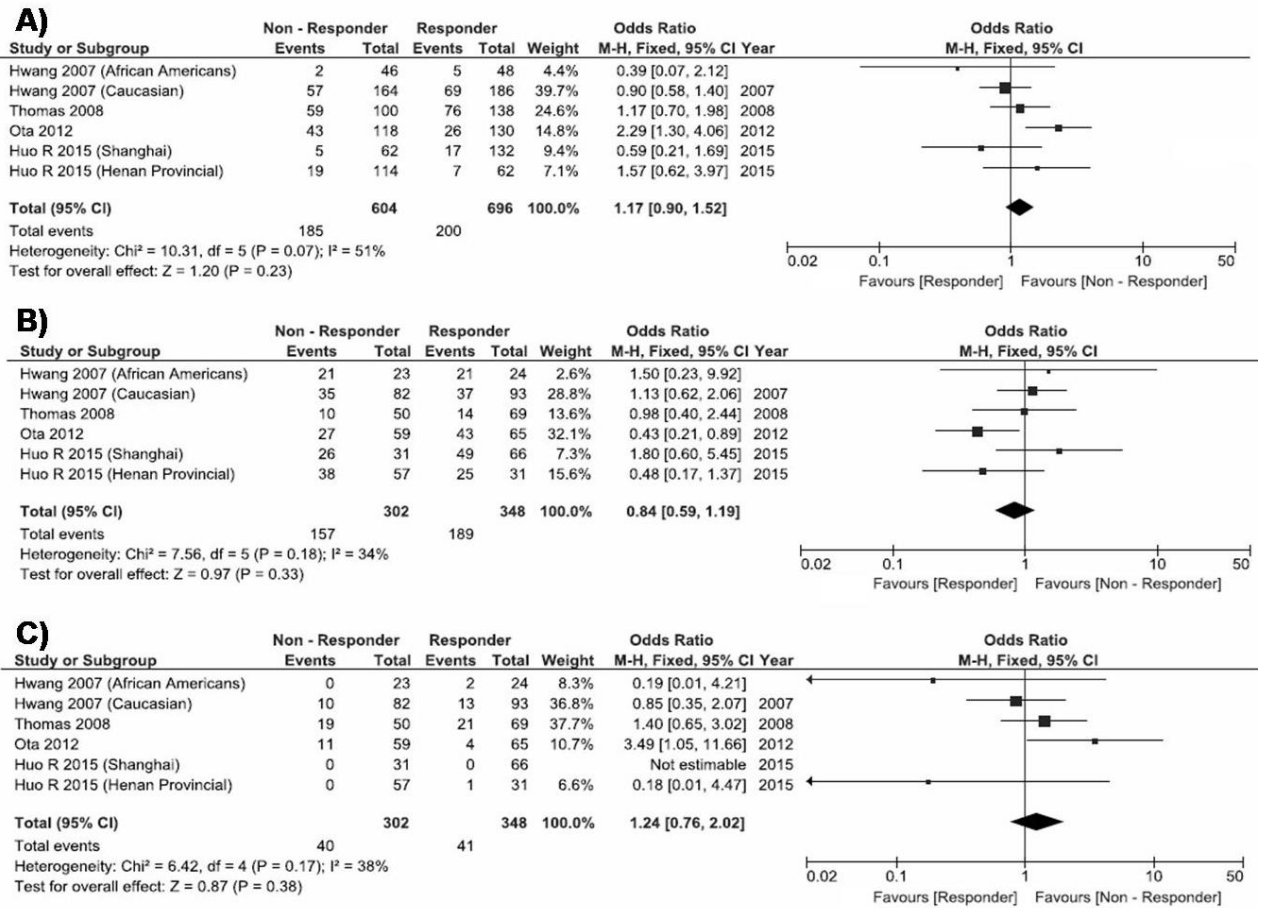 A)
Non - Responder Responder Odds Ratio Odds Ratio
Study or Subgroup Events Total Events Total Weight M-H, Fixed, 95% CI Year M-H, Fixed, 95% CI
Hwang 2007 (African Americans) 2 46 5 48 4.4% 0.39 [0.07, 2.12]
Hwang 2007 (Caucasian) 57 164 69 186 39.7% 0.90 [0.58, 1.40] 2007
Thomas 2008 59 100 76 138 24.6% 1.17 [0.70, 1.98] 2008
Ota 2012 43 118 26 130 14.8% 2.29 [1.30, 4.06] 2012
Huo R 2015 (Shanghai) 5 62 17 132 9.4% 0.59 [0.21, 1.69] 2015
Huo R 2015 (Henan Provincial) 19 114 7 62 7.1% 1.57 [0.62, 3.97] 2015
Total (95% CI) 604 696 100.0% 1.17 [0.90, 1.52]
Total events 185 200
Heterogeneity: Chi² = 10.31, df = 5 (P = 0.07); I² = 51%
Test for overall effect: Z = 1.20 (P = 0.23)
0.02 0.1 1 10 50
Favours [Responder] Favours [Non - Responder]
B)
Non - Responder Responder Odds Ratio Odds Ratio
Study or Subgroup Events Total Events Total Weight M-H, Fixed, 95% CI Year M-H, Fixed, 95% CI
Hwang 2007 (African Americans) 21 23 21 24 2.6% 1.50 [0.23, 9.92]
Hwang 2007 (Caucasian) 35 82 37 93 28.8% 1.13 [0.62, 2.06] 2007
Thomas 2008 10 50 14 69 13.6% 0.98 [0.40, 2.44] 2008
Ota 2012 27 59 43 65 32.1% 0.43 [0.21, 0.89] 2012
Huo R 2015 (Shanghai) 26 31 49 66 7.3% 1.80 [0.60, 5.45] 2015
Huo R 2015 (Henan Provincial) 38 57 25 31 15.6% 0.48 [0.17, 1.37] 2015
Total (95% CI) 302 348 100.0% 0.84 [0.59, 1.19]
Total events 157 189
Heterogeneity: Chi² = 7.56, df = 5 (P = 0.18); I² = 34%
Test for overall effect: Z = 0.97 (P = 0.33)
0.02 0.1 1 10 50
Favours [Responder] Favours [Non - Responder]
C)
Non - Responder Responder Odds Ratio Odds Ratio
Study or Subgroup Events Total Events Total Weight M-H, Fixed, 95% CI Year M-H, Fixed, 95% CI
Hwang 2007 (African Americans) 0 23 2 24 8.3% 0.19 [0.01, 4.21]
Hwang 2007 (Caucasian) 10 82 13 93 36.8% 0.85 [0.35, 2.07] 2007
Thomas 2008 19 50 21 69 37.7% 1.40 [0.65, 3.02] 2008
Ota 2012 11 59 4 65 10.7% 3.49 [1.05, 11.66] 2012
Huo R 2015 (Shanghai) 0 31 0 66 Not estimable 2015
Huo R 2015 (Henan Provincial) 0 57 1 31 6.6% 0.18 [0.01, 4.47] 2015
Total (95% CI) 302 348 100.0% 1.24 [0.76, 2.02]
Total events 40 41
Heterogeneity: Chi² = 6.42, df = 4 (P = 0.17); I² = 38%
Test for overall effect: Z = 0.87 (P = 0.38)
0.02 0.1 1 10 50
Favours [Responder] Favours [Non - Responder]